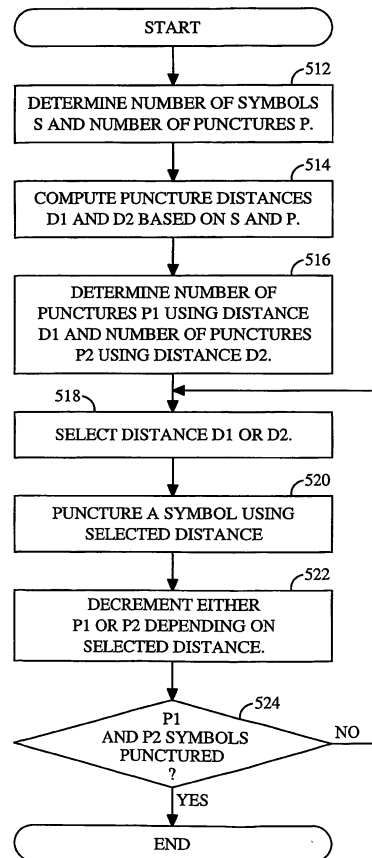 START
512
DETERMINE NUMBER OF SYMBOLS
S AND NUMBER OF PUNCTURES P.
514
COMPUTE PUNCTURE DISTANCES
D1 AND D2 BASED ON S AND P.
516
DETERMINE NUMBER OF
PUNCTURES P1 USING DISTANCE
D1 AND NUMBER OF PUNCTURES
P2 USING DISTANCE D2.
518
SELECT DISTANCE D1 OR D2.
520
PUNCTURE A SYMBOL USING
SELECTED DISTANCE
522
DECREMENT EITHER
P1 OR P2 DEPENDING ON
SELECTED DISTANCE.
524
P1
AND P2 SYMBOLS
PUNCTURED
?
NO
YES
END